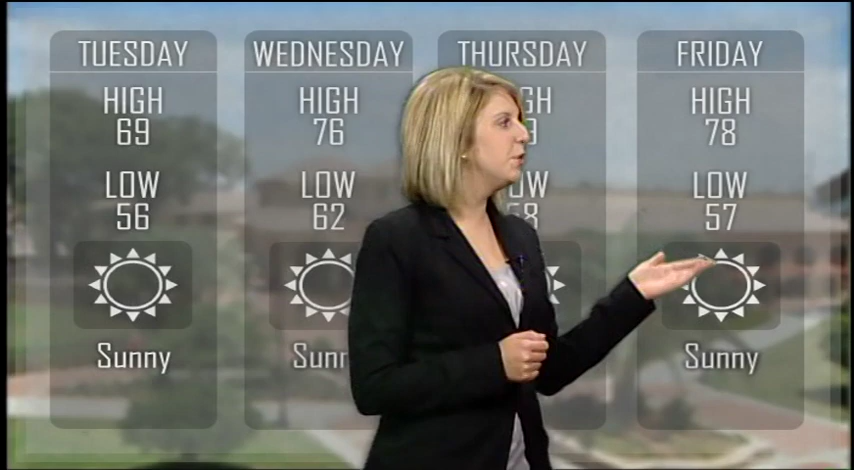 TUESDAY
HIGH
69
LOW
56
Sunny
WEDNESDAY
HIGH
76
LOW
62
THURSDAY
FRIDAY
HIGH
78
LOW
57
Sunny